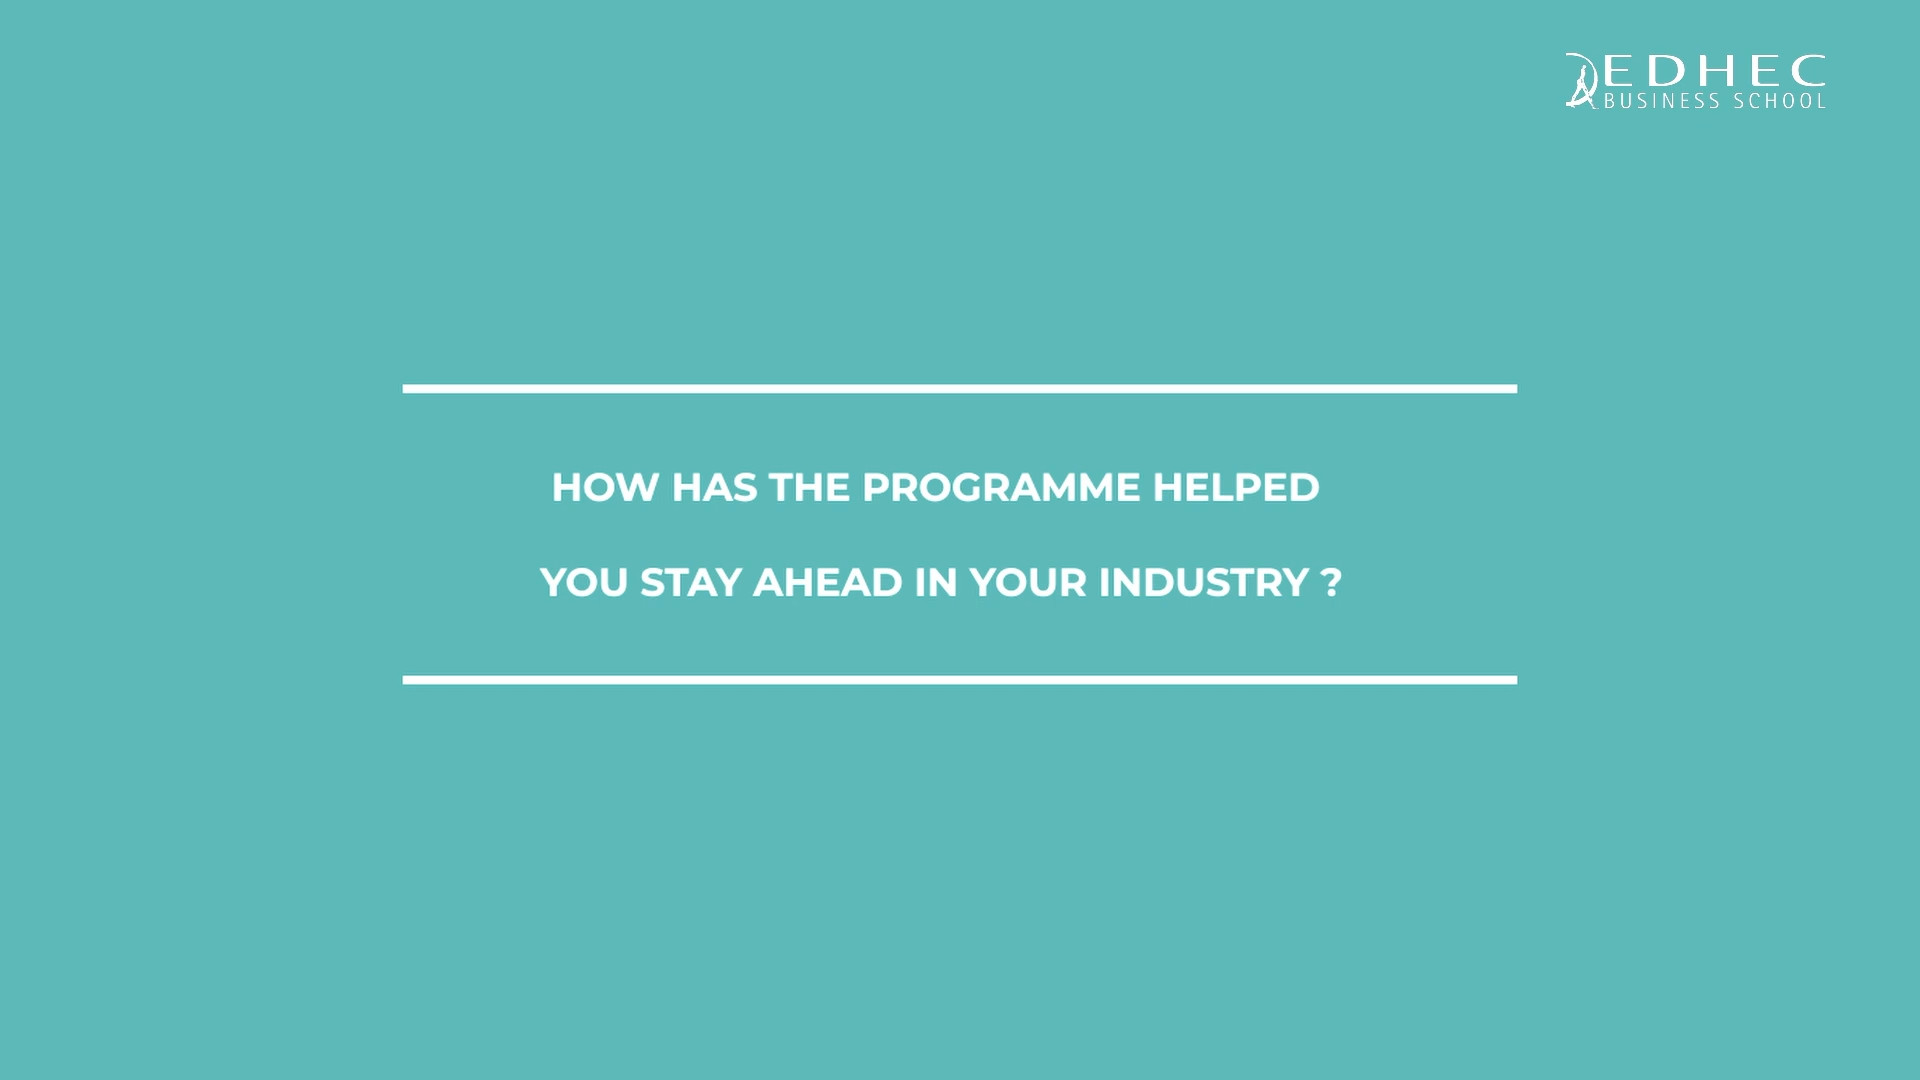 EDHEC
BUSINESS SCHOOL
HOW HAS THE PROGRAMME HELPED
YOU STAY AHEAD IN YOUR INDUSTRY ?